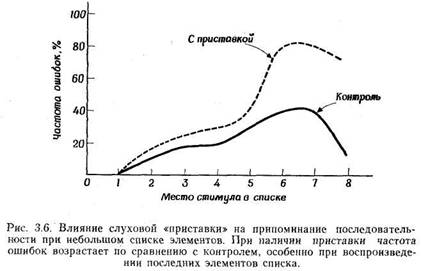 100
80
60
40
20
Частота ошибок, %
С приставкой
Контроль
0 1 2 3 4 5 6 7 8
Место стимула в списке
Рис. 3.6. Влияние слуховой «приставки» на припоминание последователь-
ности при небольшом списке элементов. При наличии приставки частота
ошибок возрастает по сравнению с контролем, особенно при воспроизведе-
нии последних элементов списка.